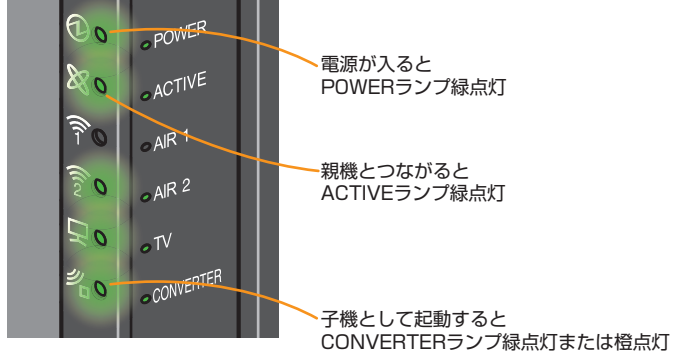 POWER
ACTIVE
1
AIR 1
2
AIR 2
TV
CONVERTER
電源が入ると
POWERランプ緑点灯
親機とつながると
ACTIVEランプ緑点灯
子機として起動すると
CONVERTERランプ緑点灯または橙点灯